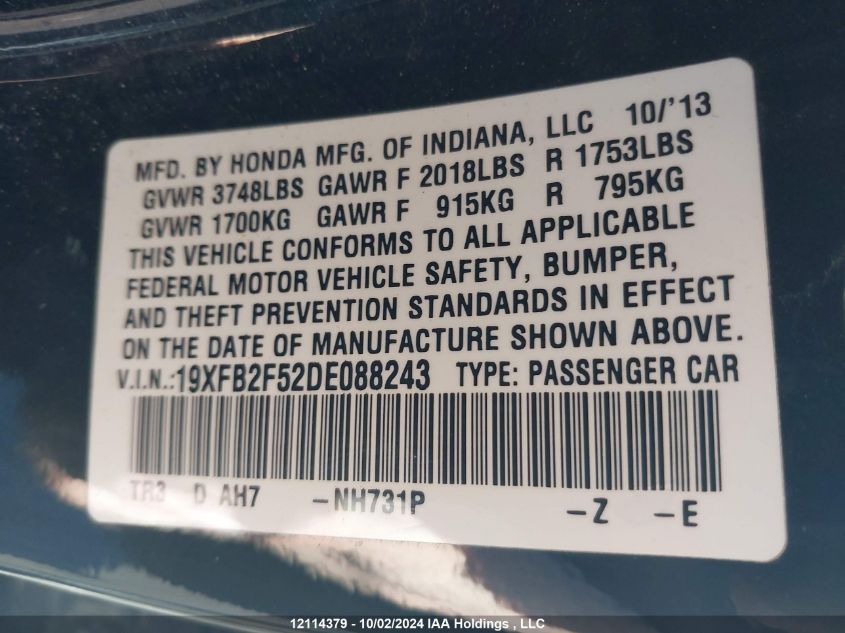 MFD. BY HONDA MFG. OF INDIANA, LLC 10/'13
GVWR 3748LBS GAWR F 2018LBS R 1753LBS
GVWR 1700KG GAWR F 915KG R 795KG
THIS VEHICLE CONFORMS TO ALL APPLICABLE
FEDERAL MOTOR VEHICLE SAFETY, BUMPER,
AND THEFT PREVENTION STANDARDS IN EFFECT
ON THE DATE OF MANUFACTURE SHOWN ABOVE.
V.I.N.:19XFB2F52DE088243 TYPE: PASSENGER CAR
TR3 D AH7 -NH731P -Z -E
12114379 - 10/02/2024 IAA Holdings , LLC